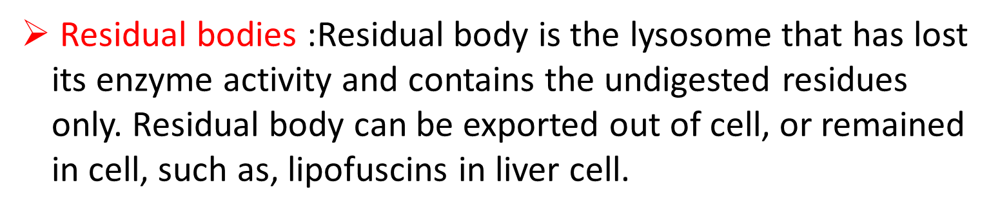 ➢ Residual bodies :Residual body is the lysosome that has lost
its enzyme activity and contains the undigested residues
only. Residual body can be exported out of cell, or remained
in cell, such as, lipofuscins in liver cell.